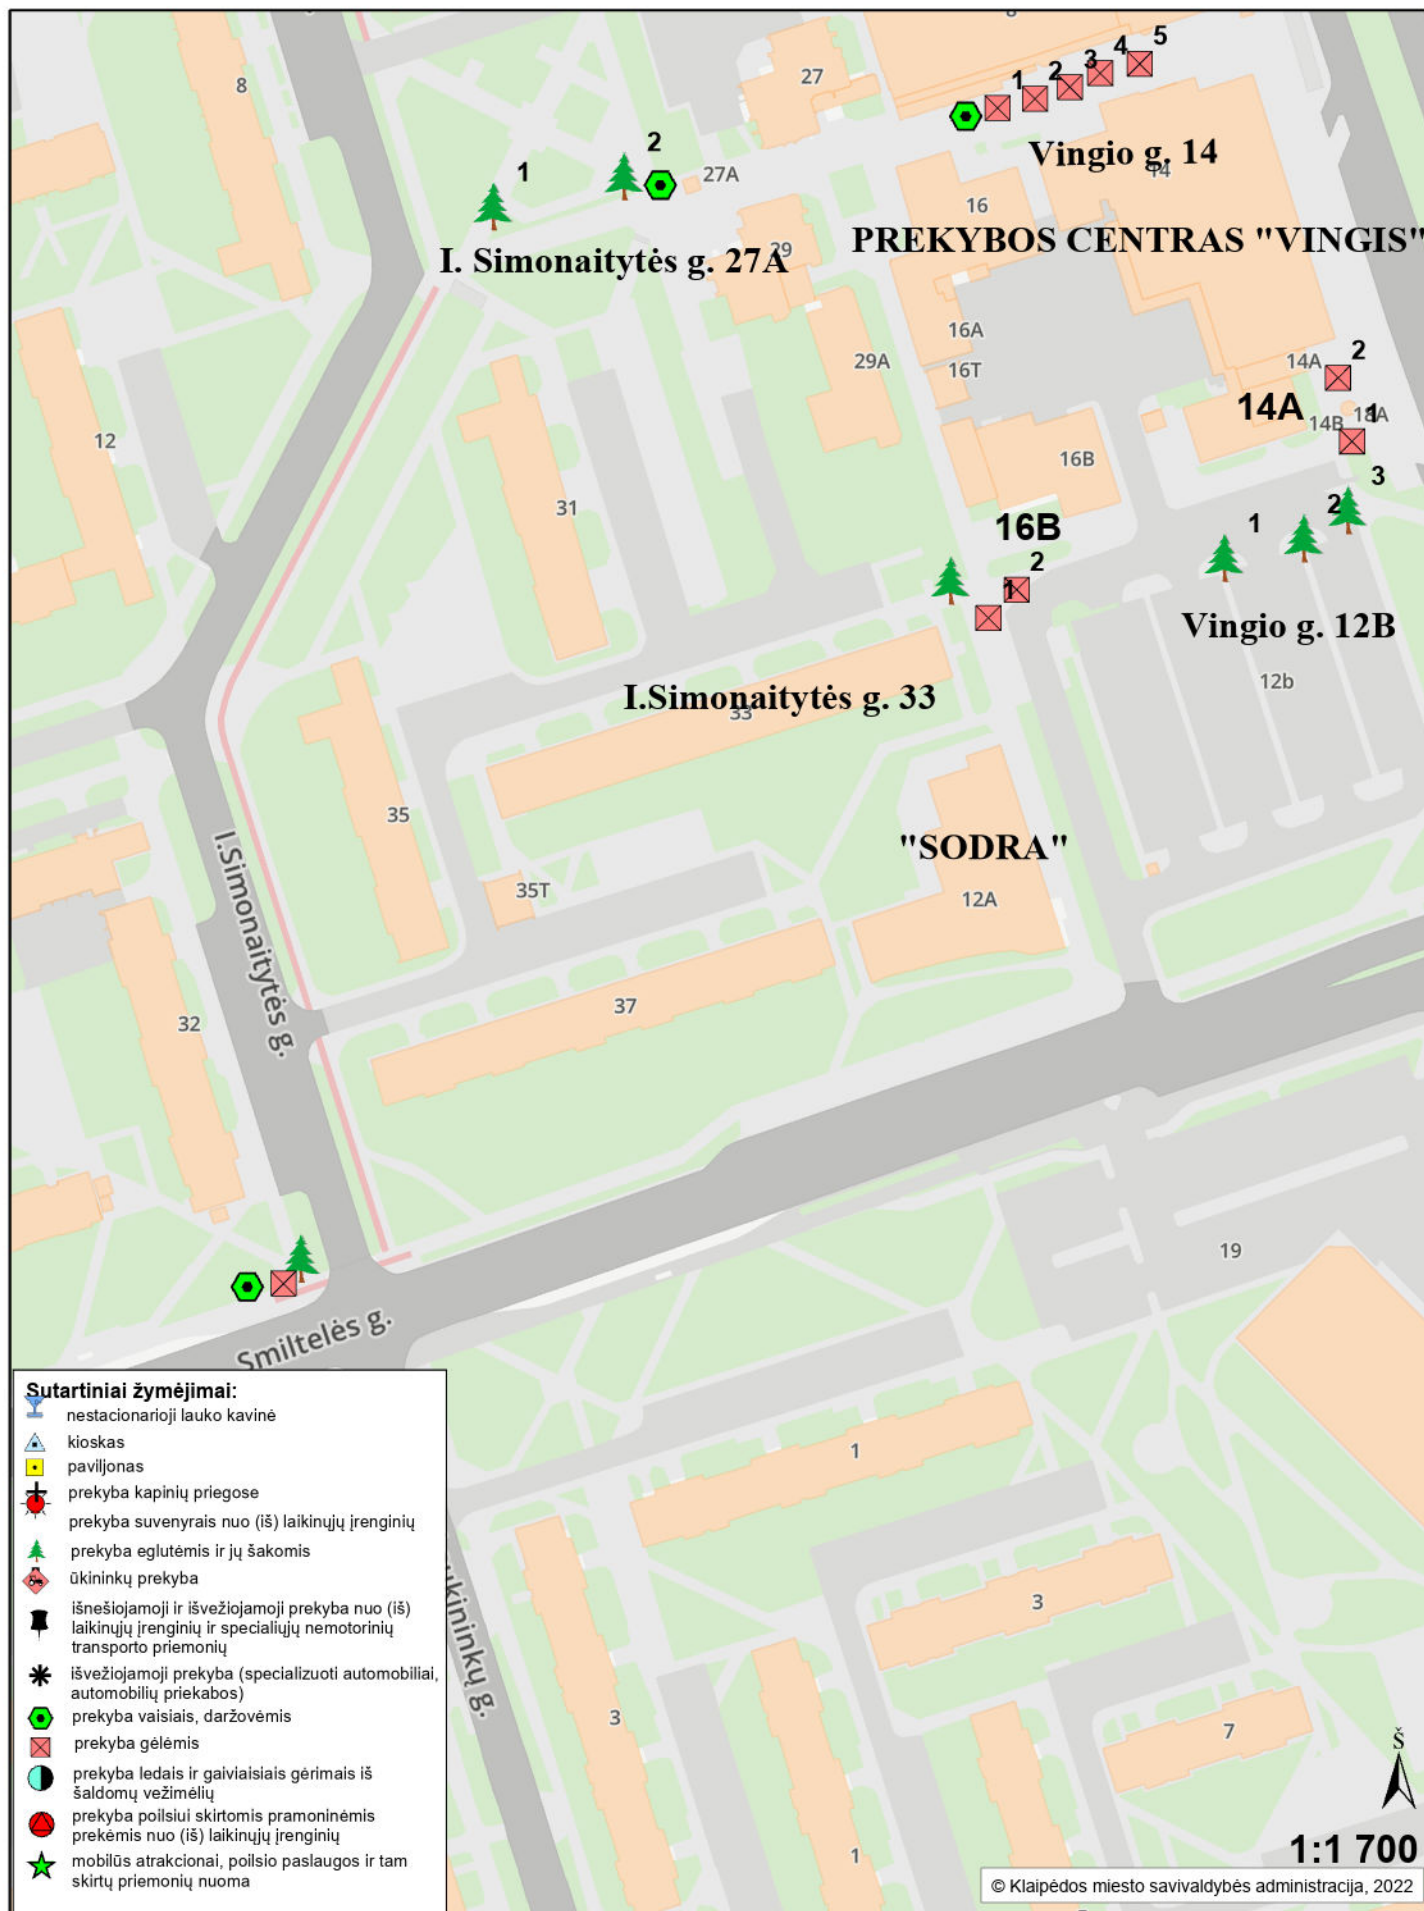 8
8
27
1
2
3
4
5
Vingio g. 14
14
1
2
27A
I. Simonaitytės g. 27A
29
16
PREKYBOS CENTRAS "VINGIS"
16A
16T
29A
14A
2
14A
14B
18A
1
12
31
16B
16B
3
2
1
2
1
Vingio g. 12B
12b
I.Simonaitytės g. 33
33
35
"SODRA"
12A
35T
I.Simonaitytės g.
37
32
19
Smiltelės g.
Sutartiniai žymėjimai:
nestacionarioji lauko kavinė
kioskas
paviljonas
prekyba kapinių priegose
prekyba suvenyrais nuo (iš) laikinųjų įrenginių
prekyba eglutėmis ir jų šakomis
ūkininkų prekyba
išnešiojamoji ir išvežiojamoji prekyba nuo (iš)
laikinųjų įrenginių ir specialiųjų nemotorinių
transporto priemonių
išvežiojamoji prekyba (specializuoti automobiliai,
automobilių priekabos)
prekyba vaisiais, daržovėmis
prekyba gėlėmis
prekyba ledais ir gaiviaisiais gėrimais iš
šaldomų vežimėlių
prekyba poilsiui skirtomis pramoninėmis
prekėmis nuo (iš) laikinųjų įrenginių
mobilūs atrakcionai, poilsio paslaugos ir tam
skirtų priemonių nuoma
1
3
3
7
1
Š
1:1 700
© Klaipėdos miesto savivaldybės administracija, 2022